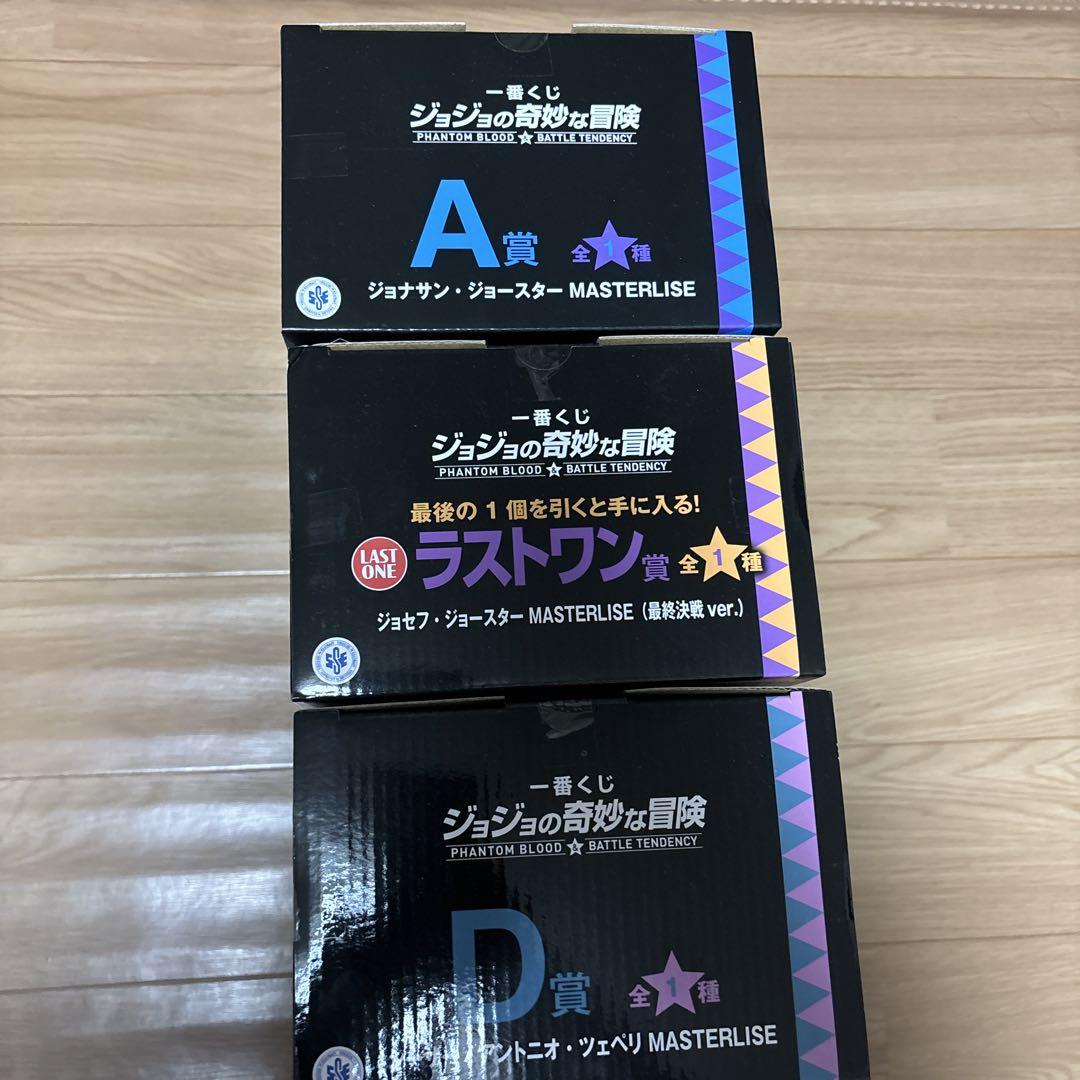 一番くじ
ジョジョの奇妙な冒険
PHANTOM BLOOD & BATTLE TENDENCY
A賞 全1種
ジョナサン・ジョースター MASTERLISE
一番くじ
ジョジョの奇妙な冒険
PHANTOM BLOOD & BATTLE TENDENCY
最後の1個を引くと手に入る!
LAST ONE ラストワン賞 全1種
ジョセフ・ジョースター MASTERLISE(最終決戦 ver.)
一番くじ
ジョジョの奇妙な冒険
PHANTOM BLOOD & BATTLE TENDENCY
D賞 全1種
アントニオ・ツェペリ MASTERLISE